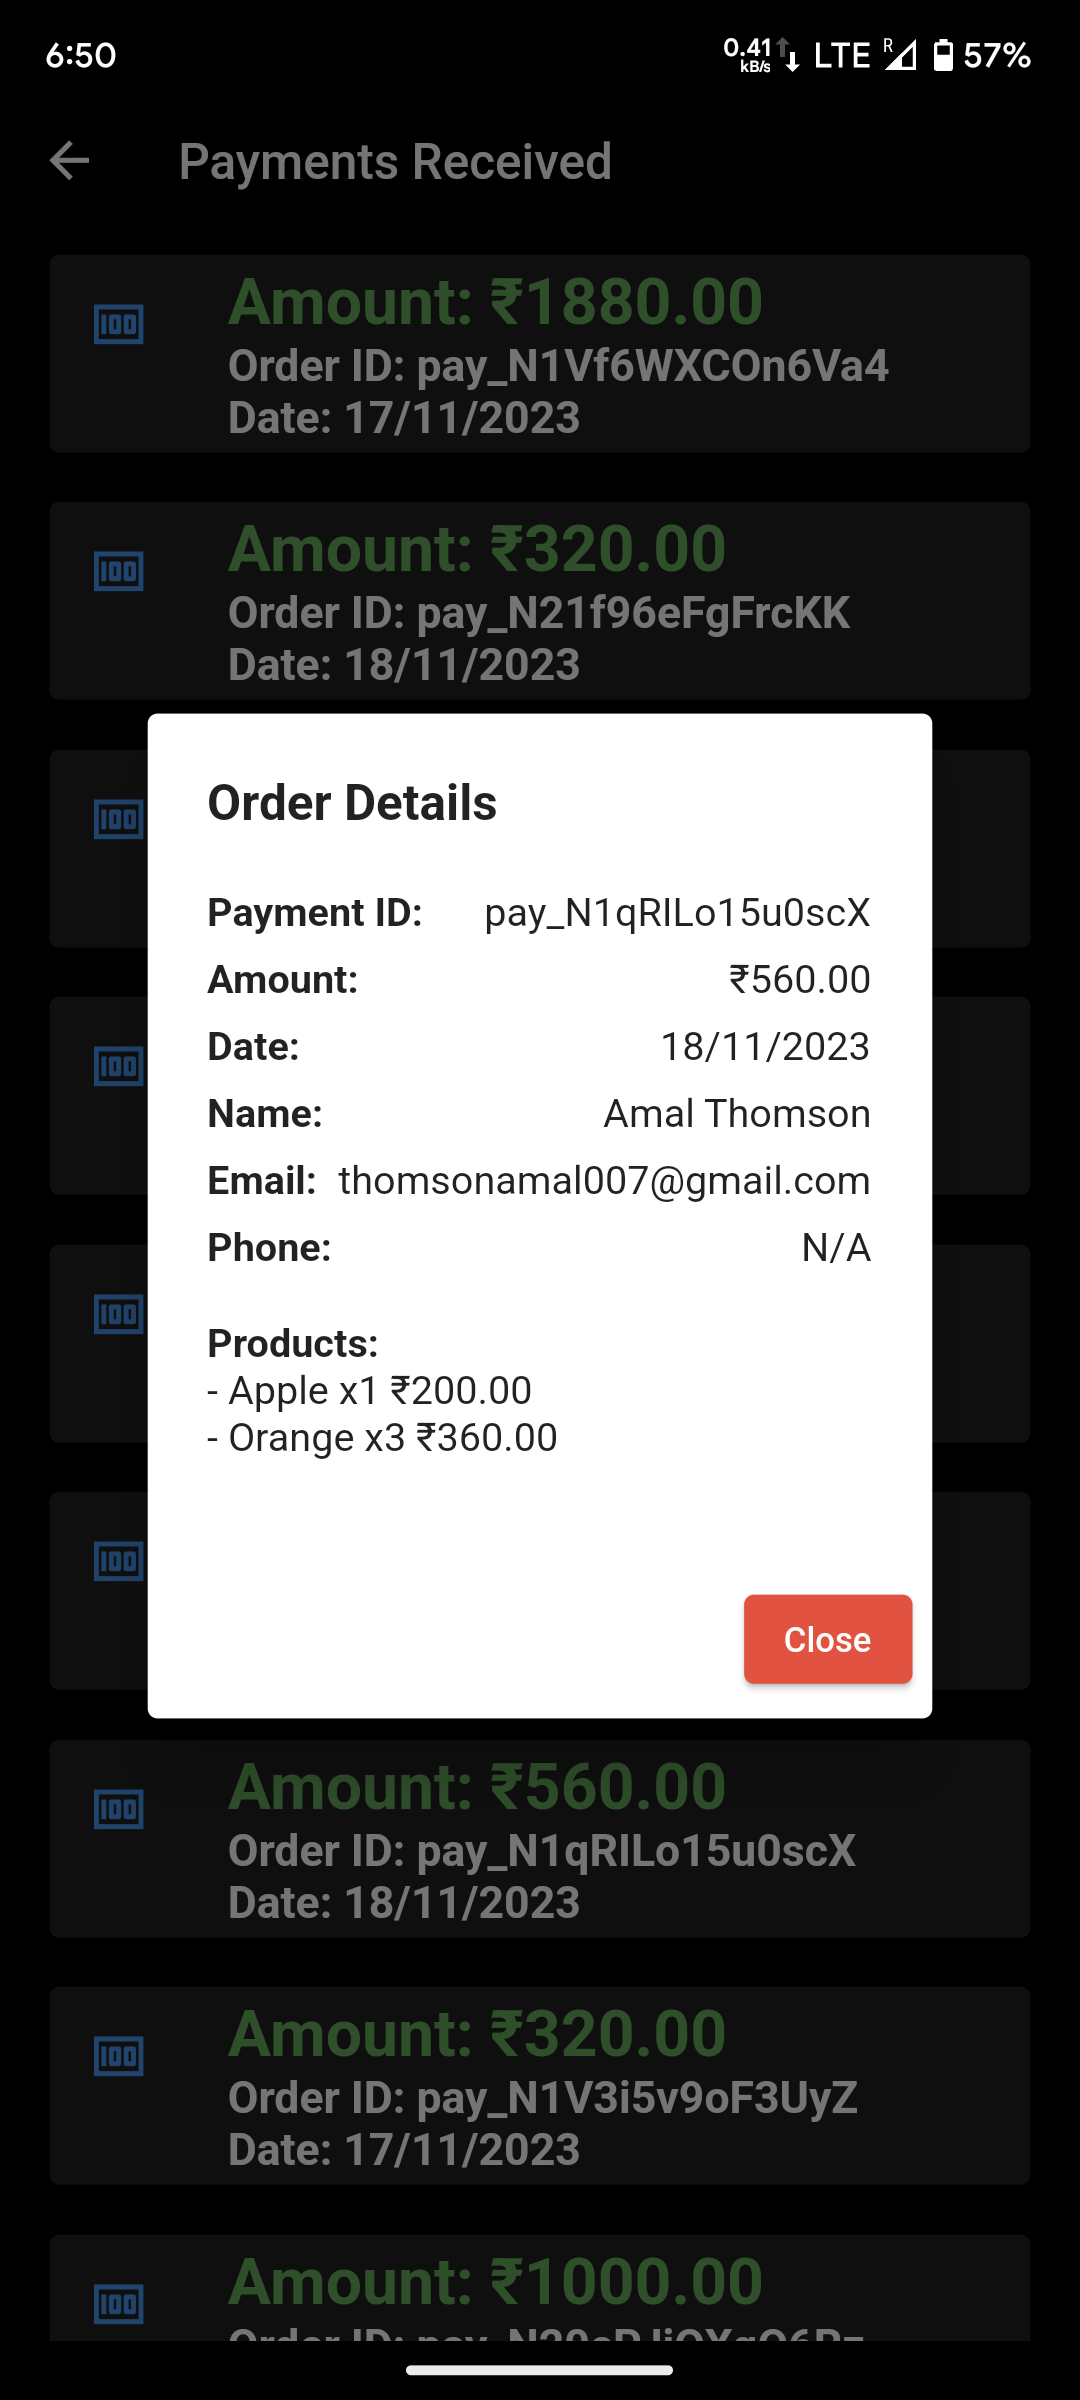 6:50
0.41 kB/s LTE R 57%
Payments Received
Amount: ₹1880.00
Order ID: pay_N1Vf6WXCOn6Va4
Date: 17/11/2023
Amount: ₹320.00
Order ID: pay_N21f96eFgFrcKK
Date: 18/11/2023
Order Details
Payment ID: pay_N1qRILo15u0scX
Amount: ₹560.00
Date: 18/11/2023
Name: Amal Thomson
Email: thomsonamal007@gmail.com
Phone: N/A
Products:
- Apple x1 ₹200.00
- Orange x3 ₹360.00
Close
Amount: ₹560.00
Order ID: pay_N1qRILo15u0scX
Date: 18/11/2023
Amount: ₹320.00
Order ID: pay_N1V3i5v9oF3UyZ
Date: 17/11/2023
Amount: ₹1000.00
Order ID: